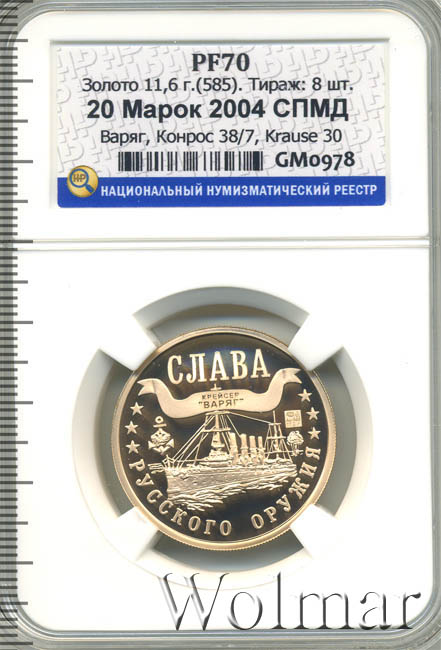 PF70
Золото 11,6 г.(585). Тираж: 8 шт.
20 Марок 2004 СПМД
Варяг, Конрос 38/7, Krause 30
GM0978
НР
НАЦИОНАЛЬНЫЙ НУМИЗМАТИЧЕСКИЙ РЕЕСТР
СЛАВА
КРЕЙСЕР
"ВАРЯГ"
РУССКОГО ОРУЖИЯ
Wolmar